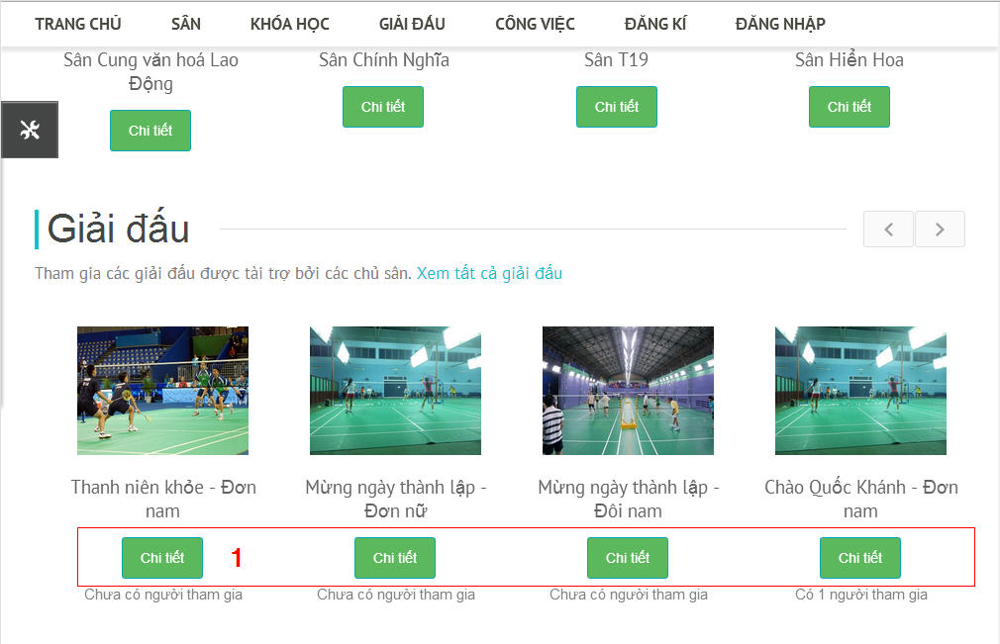 TRANG CHỦ SÂN KHÓA HỌC GIẢI ĐẤU CÔNG VIỆC ĐĂNG KÍ ĐĂNG NHẬP
Sân Cung văn hoá Lao Động
Sân Chính Nghĩa
Sân T19
Sân Hiển Hoa
Chi tiết Chi tiết Chi tiết Chi tiết
Giải đấu
Tham gia các giải đấu được tài trợ bởi các chủ sân. Xem tất cả giải đấu
Thanh niên khỏe - Đơn nam
Mừng ngày thành lập - Đơn nữ
Mừng ngày thành lập - Đôi nam
Chào Quốc Khánh - Đơn nam
Chi tiết 1 Chi tiết Chi tiết Chi tiết
Chưa có người tham gia Chưa có người tham gia Chưa có người tham gia Có 1 người tham gia